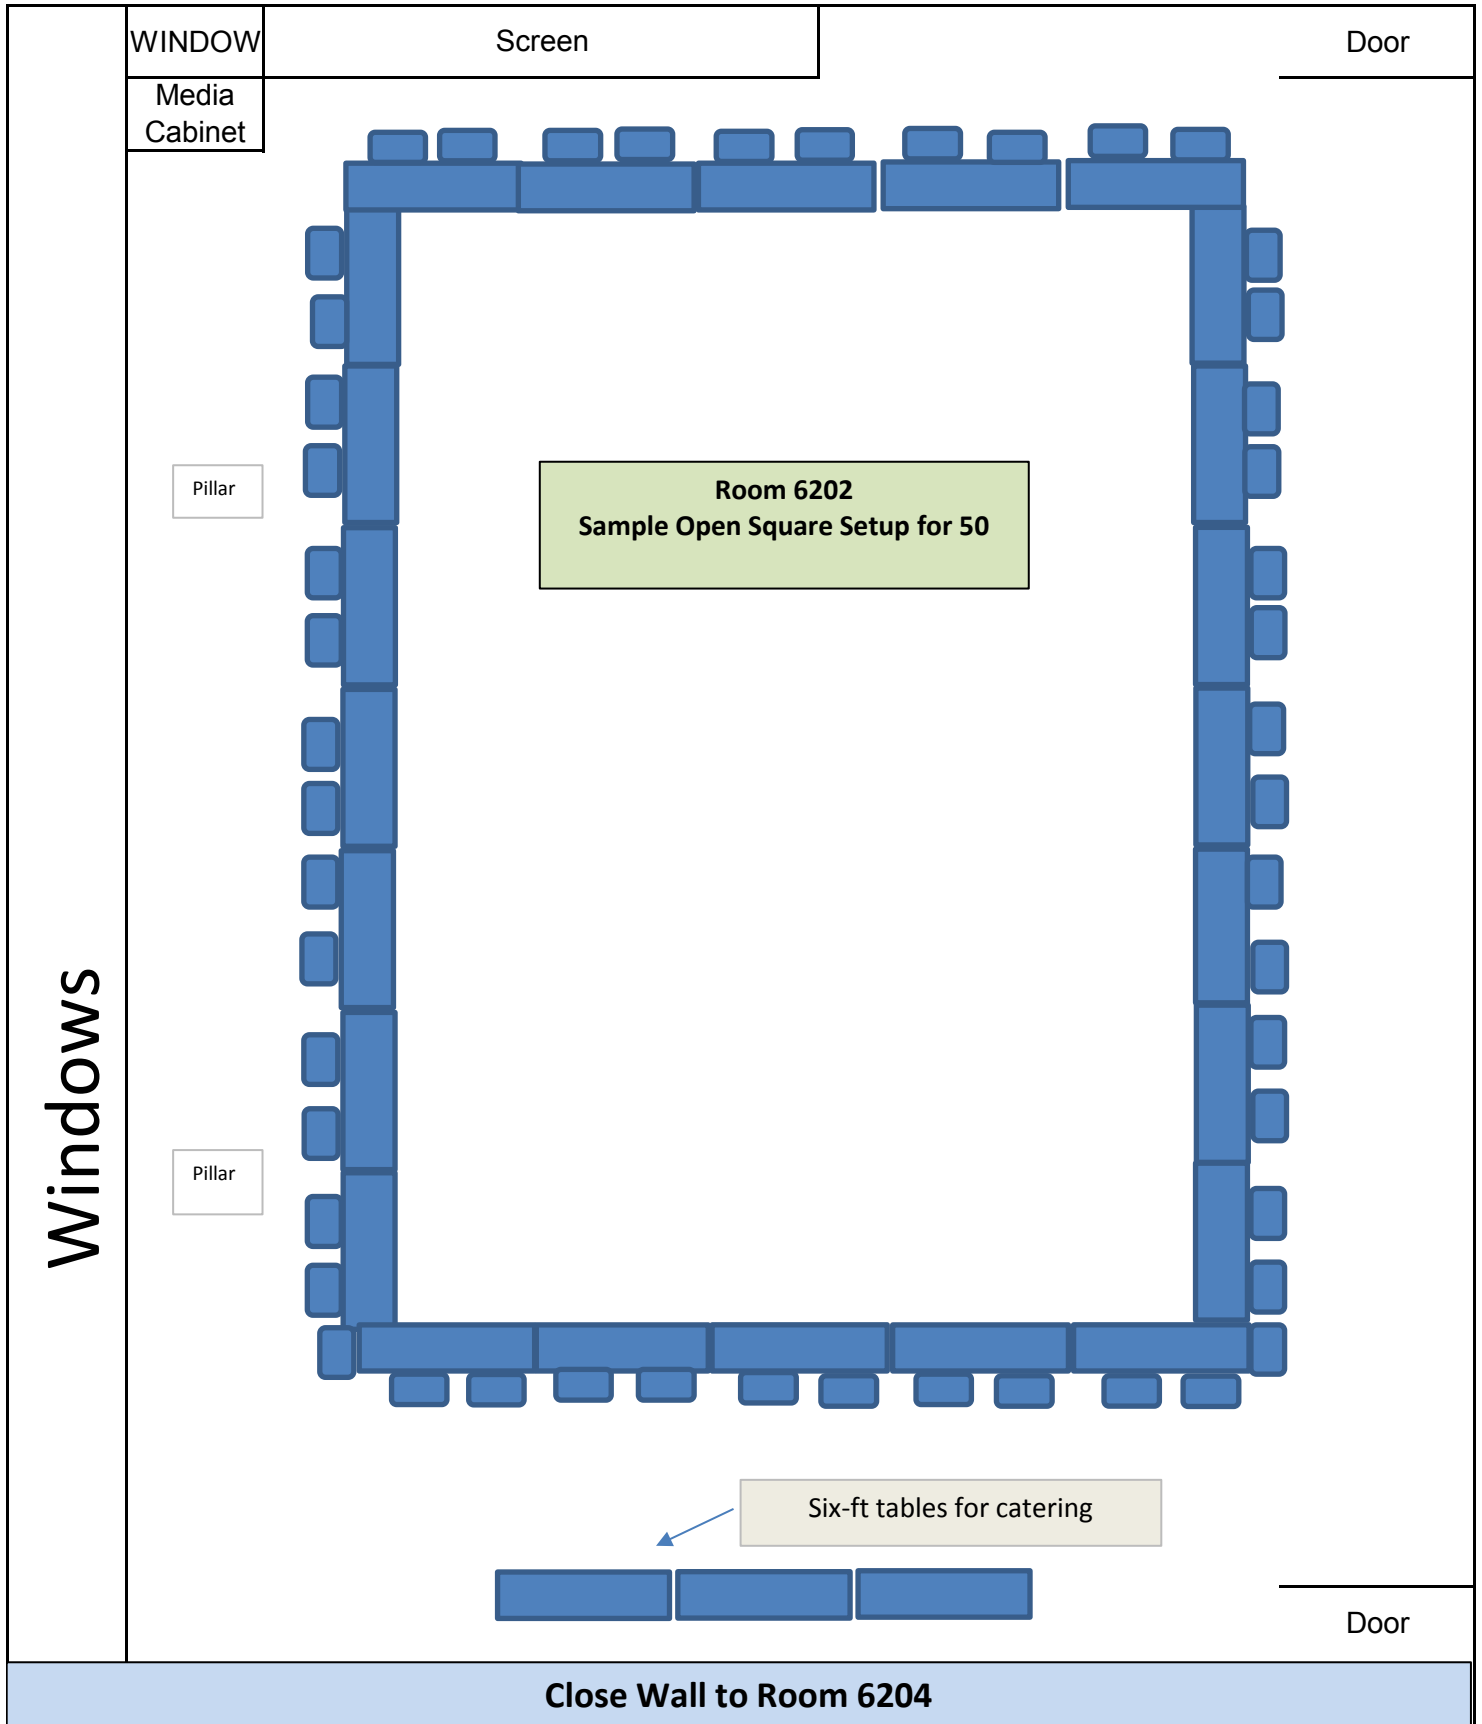 WINDOW
Screen
Door
Media
Cabinet
Pillar
Room 6202
Sample Open Square Setup for 50
Windows
Pillar
Six-ft tables for catering
Door
Close Wall to Room 6204